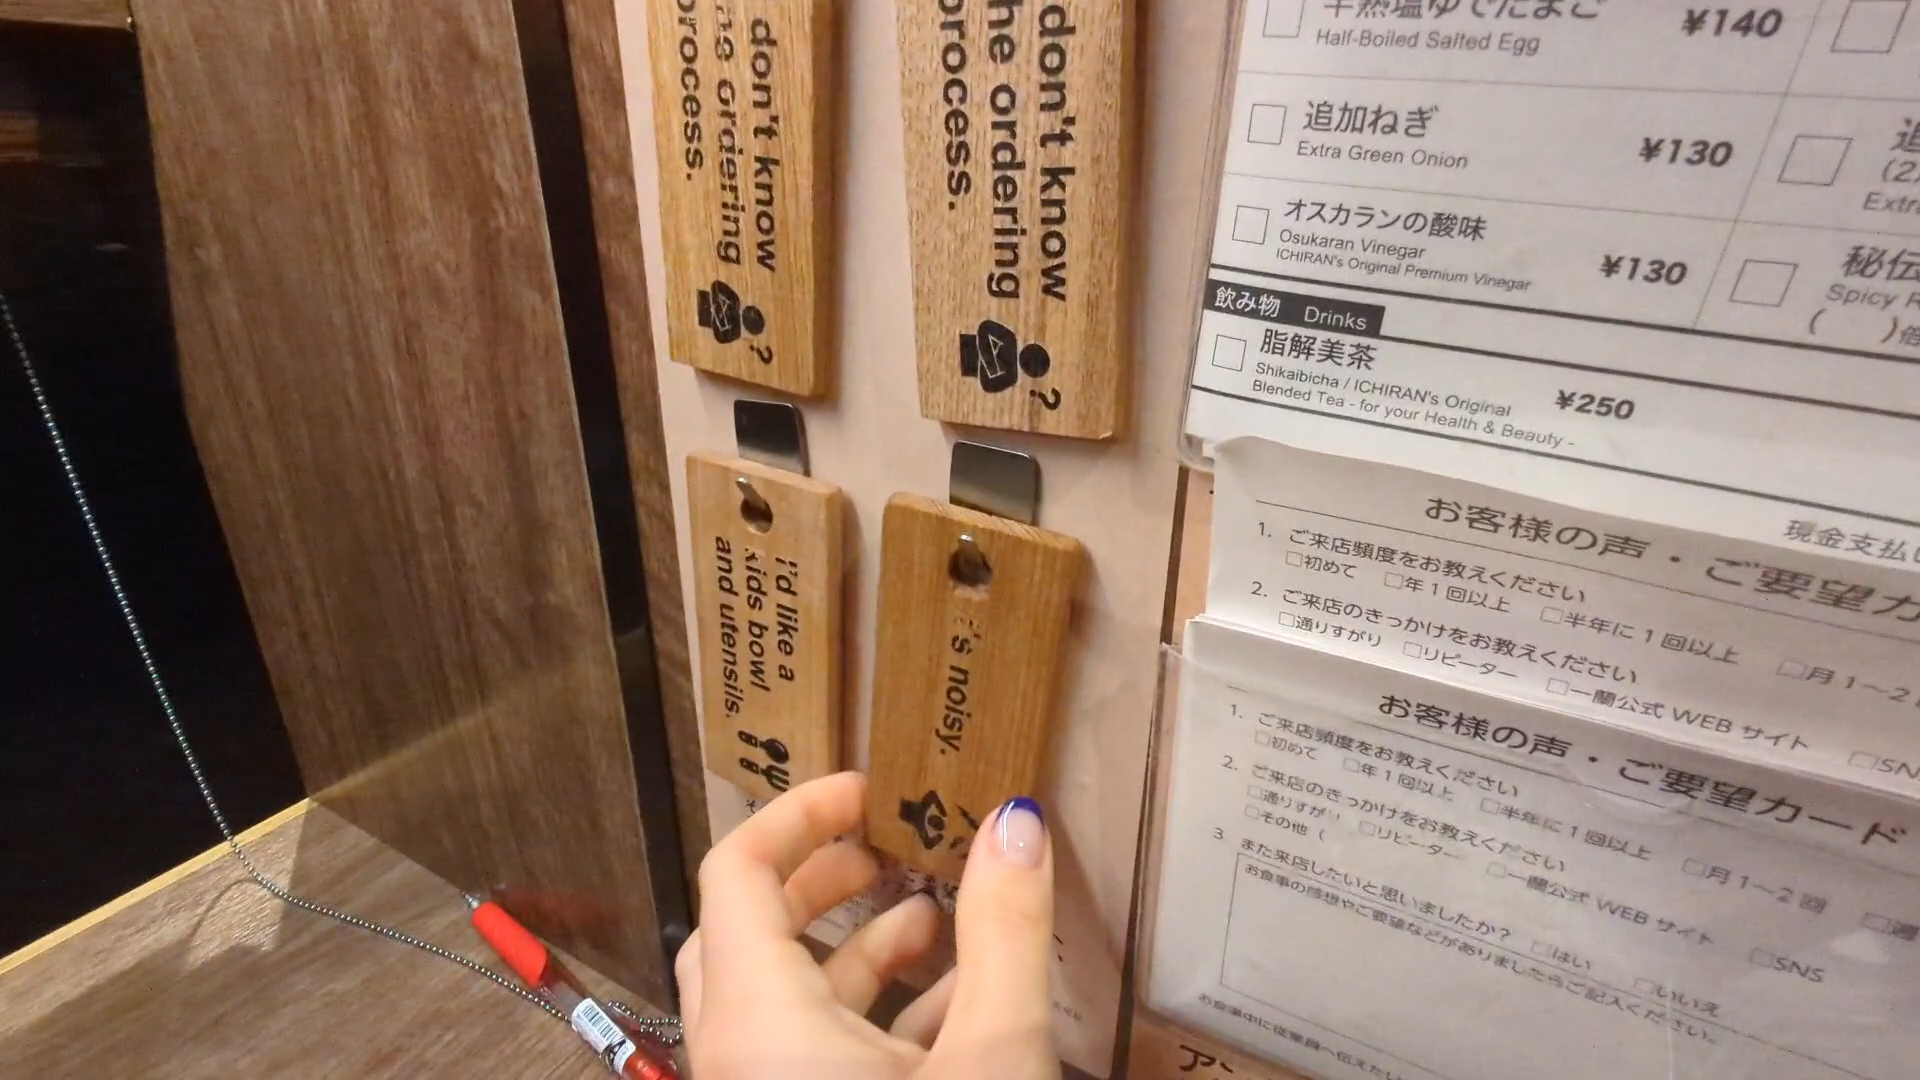 don't know
the ordering
process.
don't know
the ordering
process.
i'd like a
kids bowl
and utensils.
it's noisy.
半熟塩ゆでたまご ¥140
Half-Boiled Salted Egg
追加ねぎ
Extra Green Onion
¥130
オスカランの酸味
Osukaran Vinegar
ICHIRAN's Original Premium Vinegar
¥130
飲み物 Drinks
脂解美茶
Shikaibicha / ICHIRAN's Original
Blended Tea - for your Health & Beauty -
¥250
秘伝
Spicy
現金支払
お客様の声・ご要望カ
1. ご来店頻度をお教えください
□初めて □年1回以上 □半年に1回以上 □月1~2
2. ご来店のきっかけをお教えください
□通りすがり □リピーター □一蘭公式WEBサイト □SN
お客様の声・ご要望カード
1. ご来店頻度をお教えください
□初めて □年1回以上 □半年に1回以上 □月1~2回 □週
2. ご来店のきっかけをお教えください
□通りすがり □リピーター □一蘭公式WEBサイト □SNS
□その他(
3. また来店したいと思いましたか? □はい □いいえ
お食事の感想やご要望などがありましたらご記入ください。